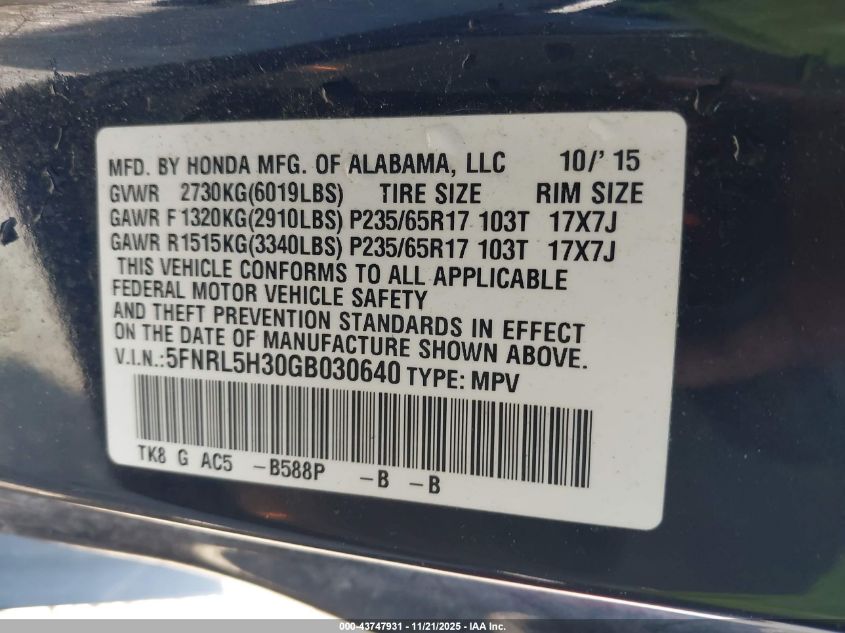 MFD. BY HONDA MFG. OF ALABAMA, LLC 10/' 15
GVWR 2730KG(6019LBS) TIRE SIZE RIM SIZE
GAWR F 1320KG(2910LBS) P235/65R17 103T 17X7J
GAWR R1515KG(3340LBS) P235/65R17 103T 17X7J
THIS VEHICLE CONFORMS TO ALL APPLICABLE
FEDERAL MOTOR VEHICLE SAFETY
AND THEFT PREVENTION STANDARDS IN EFFECT
ON THE DATE OF MANUFACTURE SHOWN ABOVE.
V.I.N.:5FNRL5H30GB030640 TYPE: MPV
TK8 G AC5 -B588P -B -B
000-43747931 - 11/21/2025 - IAA Inc.